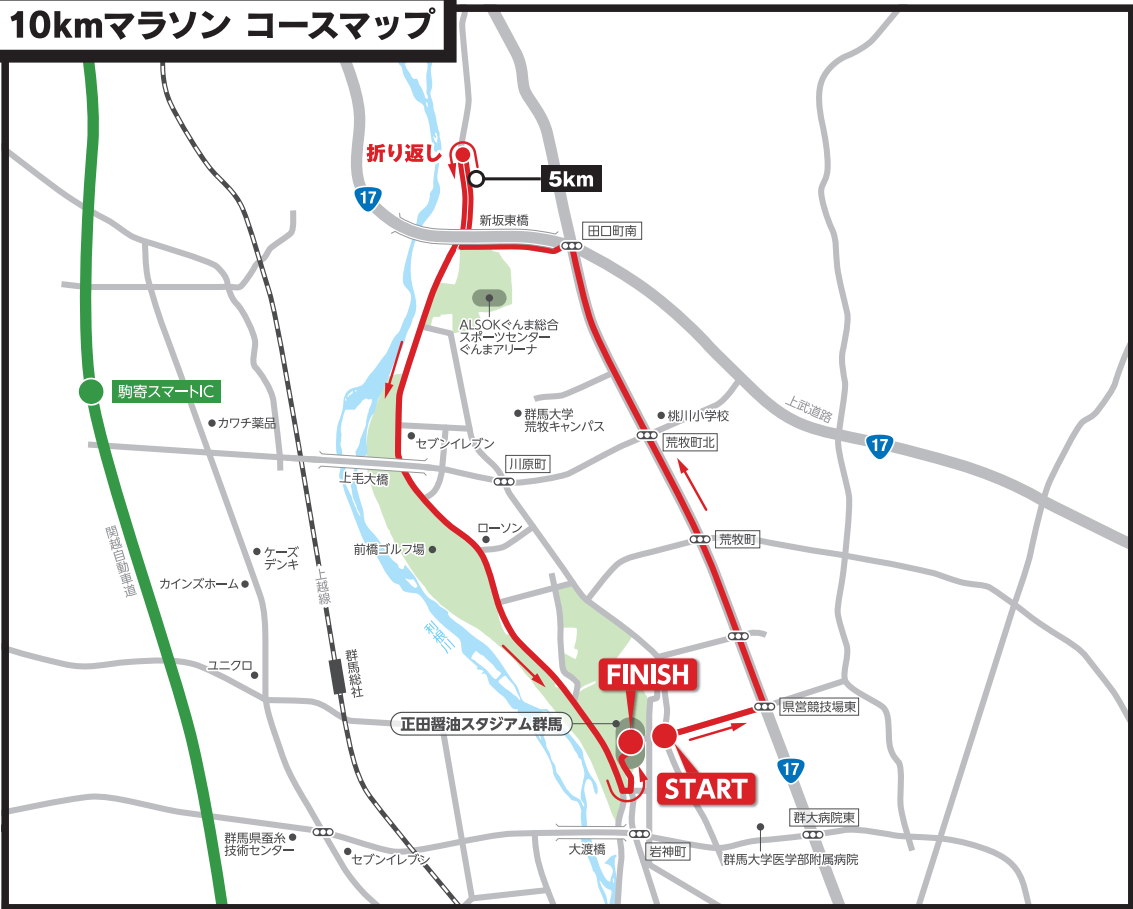 10kmマラソン コースマップ
折り返し
5km
17
新坂東橋
田口町南
ALSOKぐんま総合
スポーツセンター
ぐんまアリーナ
駒寄スマートIC
カワチ薬品
群馬大学
荒牧キャンパス
桃川小学校
上武道路
荒牧町北
17
セブンイレブン
川原町
上毛大橋
関越自動車道
ローソン
前橋ゴルフ場
荒牧町
ケーズ
デンキ
カインズホーム
上越線
利根川
群馬総社
ユニクロ
FINISH
正田醤油スタジアム群馬
県営競技場東
START
17
群大病院東
群馬県蚕糸
技術センター
セブンイレブン
大渡橋
岩神町
群馬大学医学部附属病院